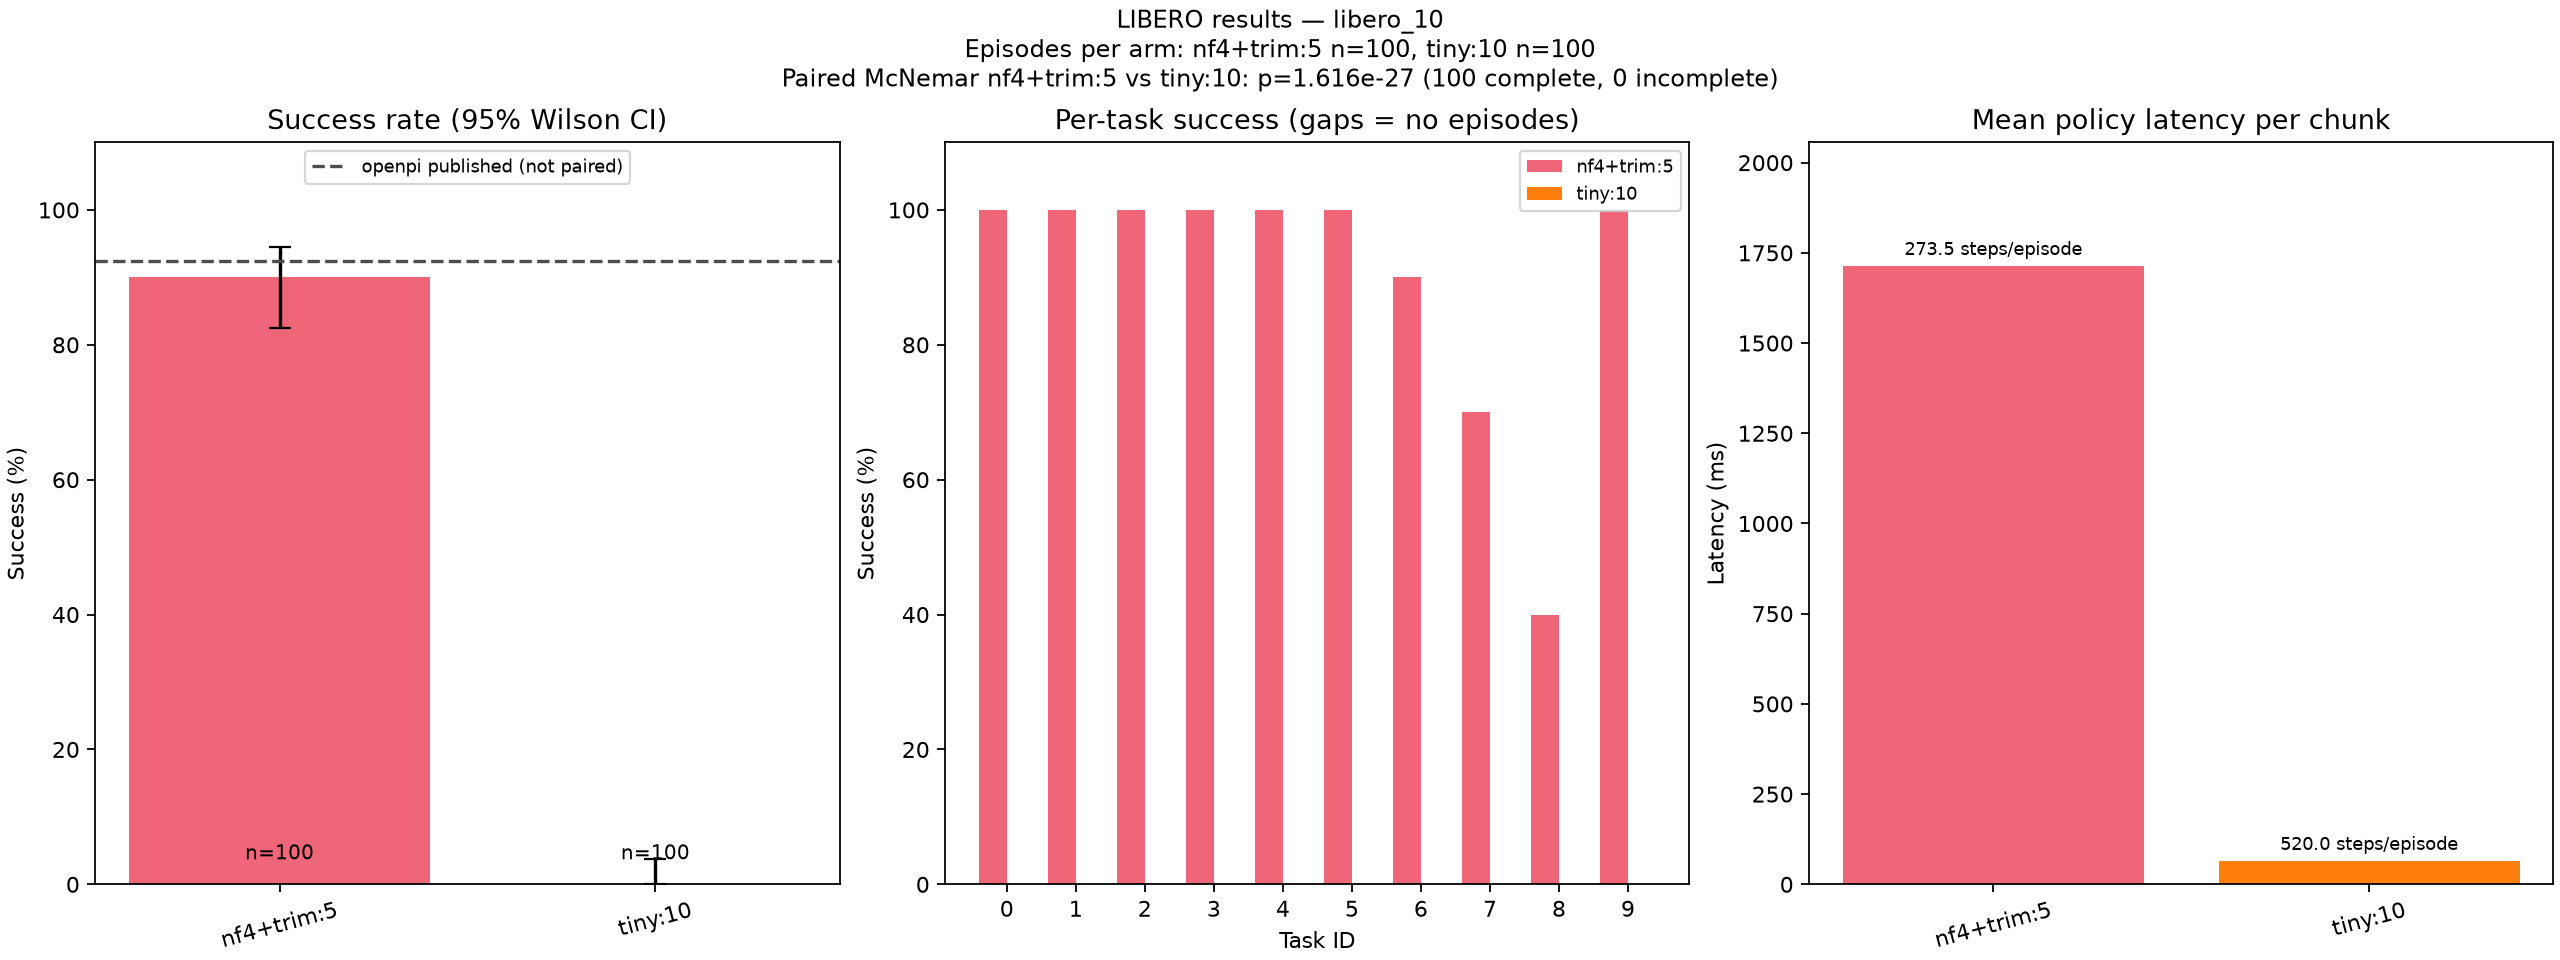 LIBERO results — libero_10
Episodes per arm: nf4+trim:5 n=100, tiny:10 n=100
Paired McNemar nf4+trim:5 vs tiny:10: p=1.616e-27 (100 complete, 0 incomplete)
Success rate (95% Wilson CI)
openpi published (not paired)
Success (%)
100
80
60
40
20
0
n=100
n=100
nf4+trim:5
tiny:10
Per-task success (gaps = no episodes)
nf4+trim:5
tiny:10
Success (%)
100
80
60
40
20
0
0 1 2 3 4 5 6 7 8 9
Task ID
Mean policy latency per chunk
Latency (ms)
2000
1750
1500
1250
1000
750
500
250
0
273.5 steps/episode
520.0 steps/episode
nf4+trim:5
tiny:10